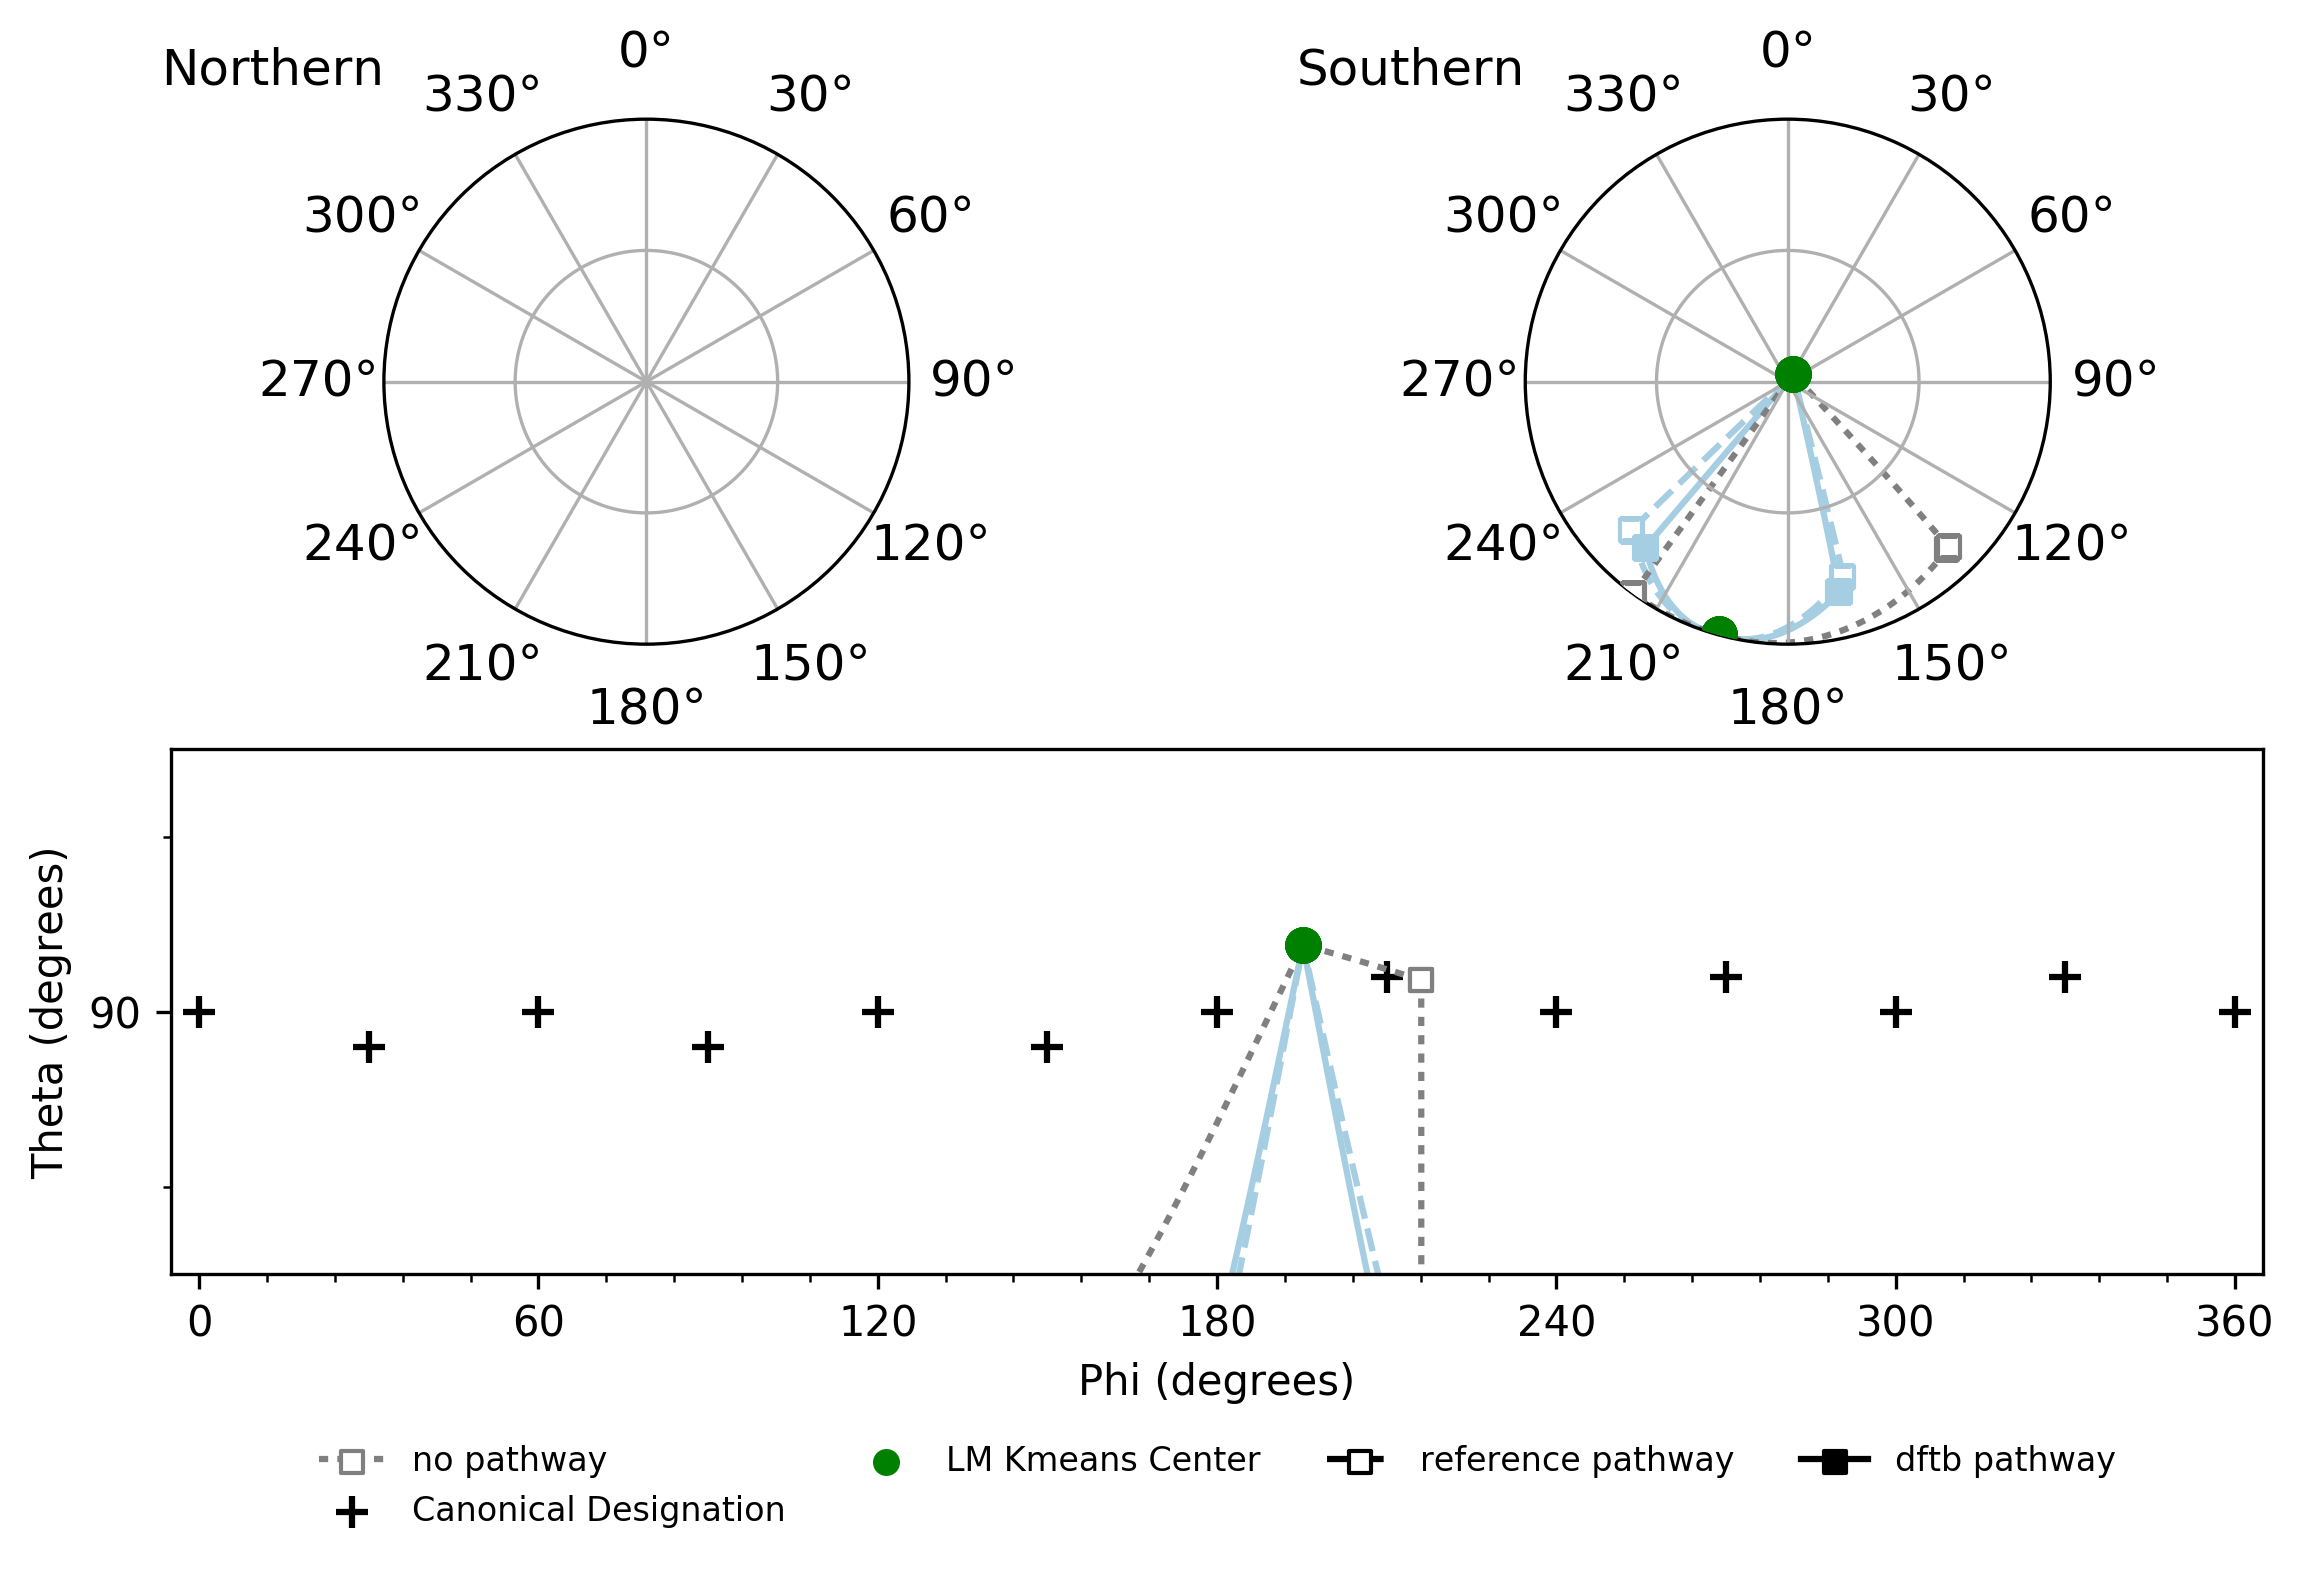 Northern
0°
30°
60°
90°
120°
150°
180°
210°
240°
270°
300°
330°
Southern
0°
30°
60°
90°
120°
150°
180°
210°
240°
270°
300°
330°
Theta (degrees)
90
0 60 120 180 240 300 360
Phi (degrees)
no pathway
Canonical Designation
LM Kmeans Center
reference pathway
dftb pathway